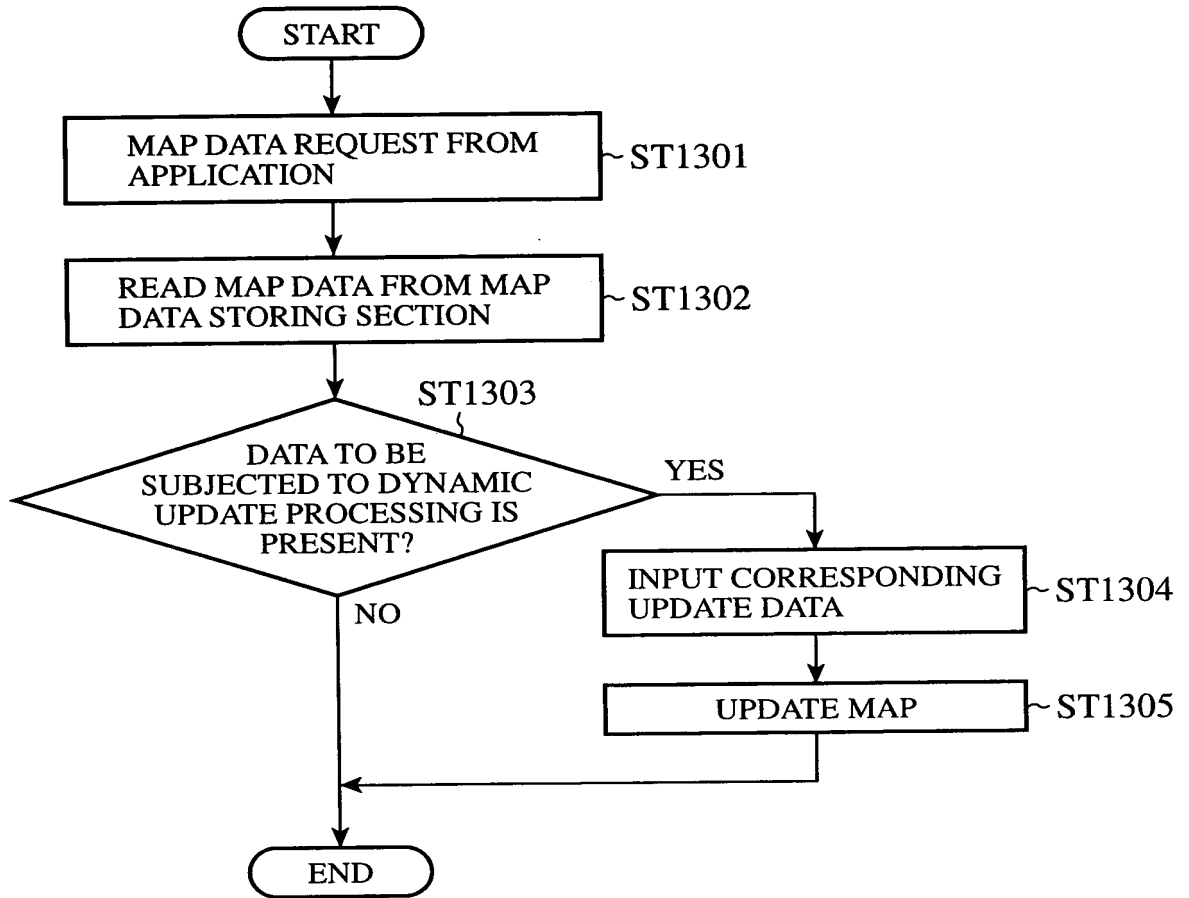 START
MAP DATA REQUEST FROM
APPLICATION
ST1301
READ MAP DATA FROM MAP
DATA STORING SECTION
ST1302
ST1303
DATA TO BE
SUBJECTED TO DYNAMIC
UPDATE PROCESSING IS
PRESENT?
YES
NO
INPUT CORRESPONDING
UPDATE DATA
ST1304
UPDATE MAP
ST1305
END